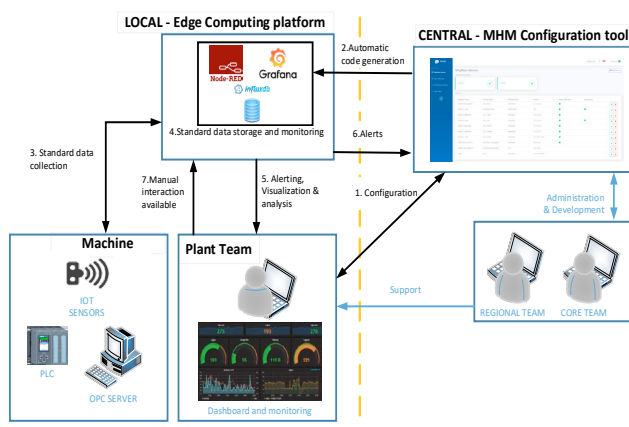 LOCAL - Edge Computing platform
CENTRAL - MHM Configuration tool
2.Automatic
code generation
Node-RED
Grafana
influxdb
4.Standard data storage and monitoring
6.Alerts
3. Standard data
collection
7.Manual
interaction
available
5. Alerting,
Visualization &
analysis
1. Configuration
Administration
& Development
Machine
IOT
SENSORS
PLC
OPC SERVER
Plant Team
Dashboard and monitoring
Support
REGIONAL TEAM
CORE TEAM